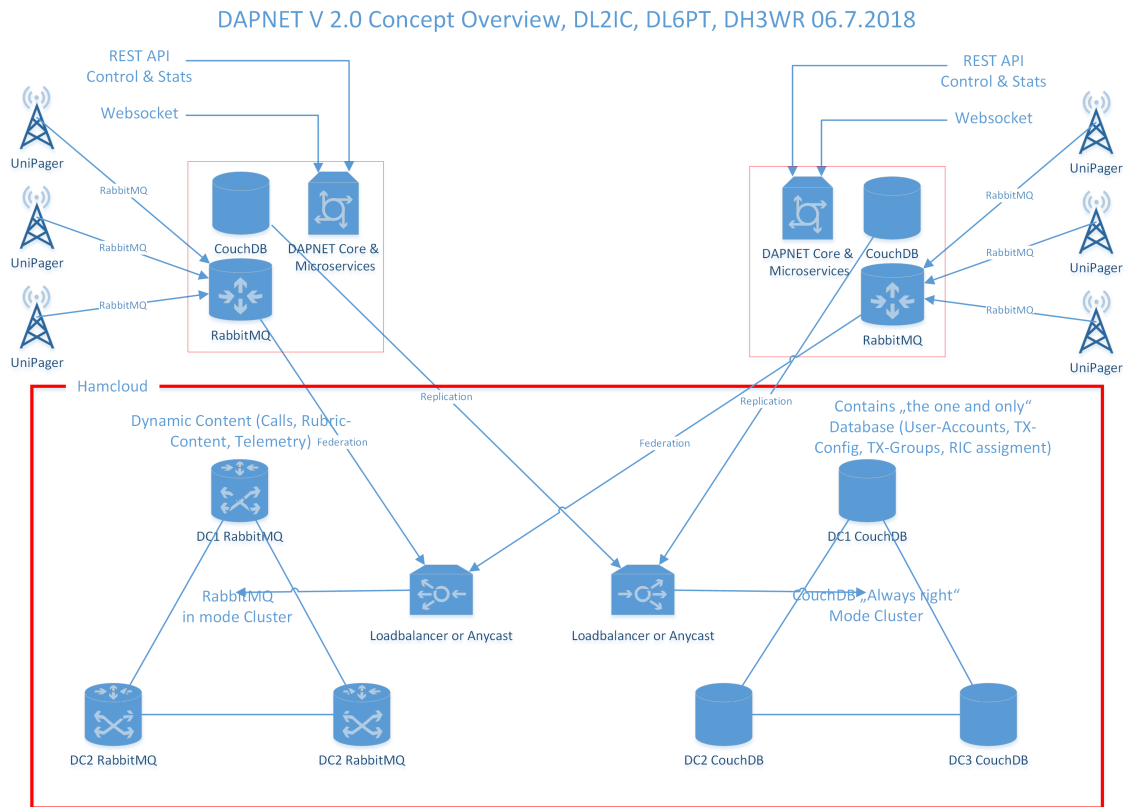 DAPNET V 2.0 Concept Overview, DL2IC, DL6PT, DH3WR 06.7.2018
REST API
Control & Stats
Websocket
REST API
Control & Stats
Websocket
UniPager
UniPager
UniPager
RabbitMQ
RabbitMQ
RabbitMQ
CouchDB
DAPNET Core &
Microservices
RabbitMQ
DAPNET Core &
Microservices
CouchDB
RabbitMQ
RabbitMQ
RabbitMQ
RabbitMQ
UniPager
UniPager
UniPager
Hamcloud
Replication
Replication
Federation
Federation
Dynamic Content (Calls, Rubric-
Content, Telemetry)
Contains „the one and only“
Database (User-Accounts, TX-
Config, TX-Groups, RIC assigment)
DC1 RabbitMQ
DC1 CouchDB
RabbitMQ
in mode Cluster
Loadbalancer or Anycast
Loadbalancer or Anycast
CouchDB „Always right“
Mode Cluster
DC2 RabbitMQ
DC2 RabbitMQ
DC2 CouchDB
DC3 CouchDB